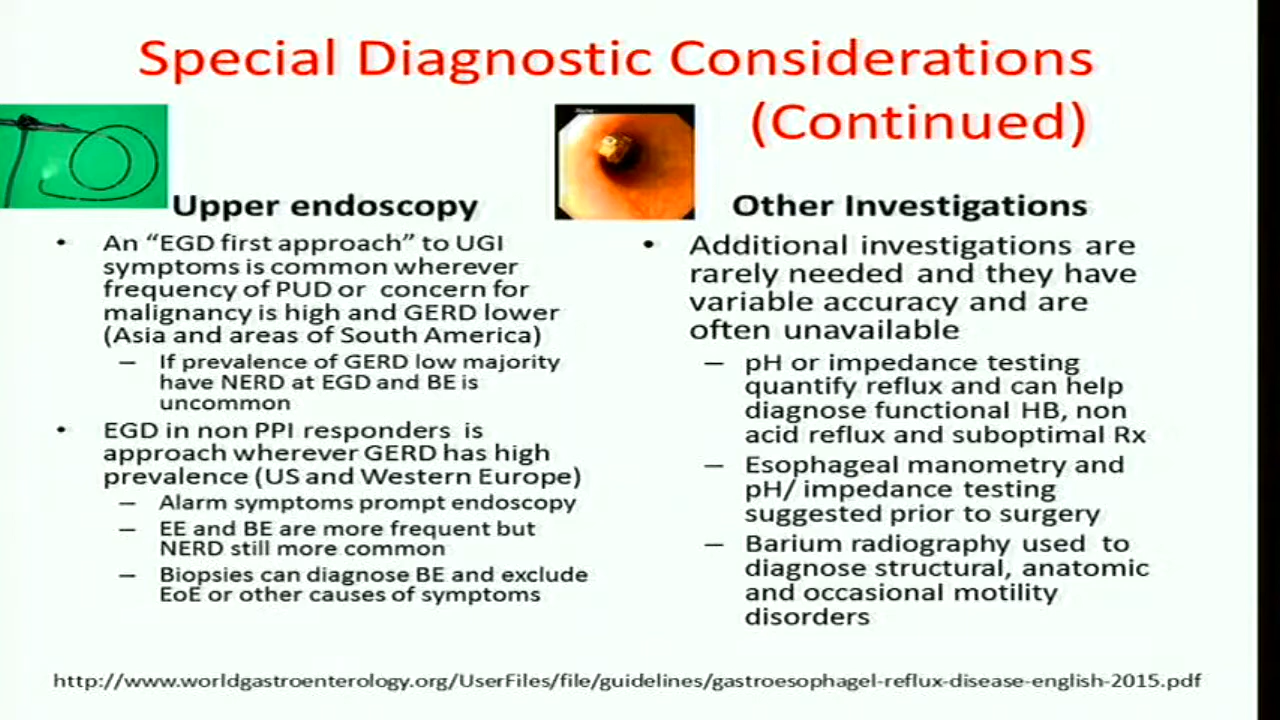 Special Diagnostic Considerations
(Continued)
Upper endoscopy
• An “EGD first approach” to UGI
symptoms is common wherever
frequency of PUD or concern for
malignancy is high and GERD lower
(Asia and areas of South America)
– If prevalence of GERD low majority
have NERD at EGD and BE is
uncommon
• EGD in non PPI responders is
approach wherever GERD has high
prevalence (US and Western Europe)
– Alarm symptoms prompt endoscopy
– EE and BE are more frequent but
NERD still more common
– Biopsies can diagnose BE and exclude
EoE or other causes of symptoms
Other Investigations
• Additional investigations are
rarely needed and they have
variable accuracy and are
often unavailable
– pH or impedance testing
quantify reflux and can help
diagnose functional HB, non
acid reflux and suboptimal Rx
– Esophageal manometry and
pH/ impedance testing
suggested prior to surgery
– Barium radiography used to
diagnose structural, anatomic
and occasional motility
disorders
http://www.worldgastroenterology.org/UserFiles/file/guidelines/gastroesophagel-reflux-disease-english-2015.pdf